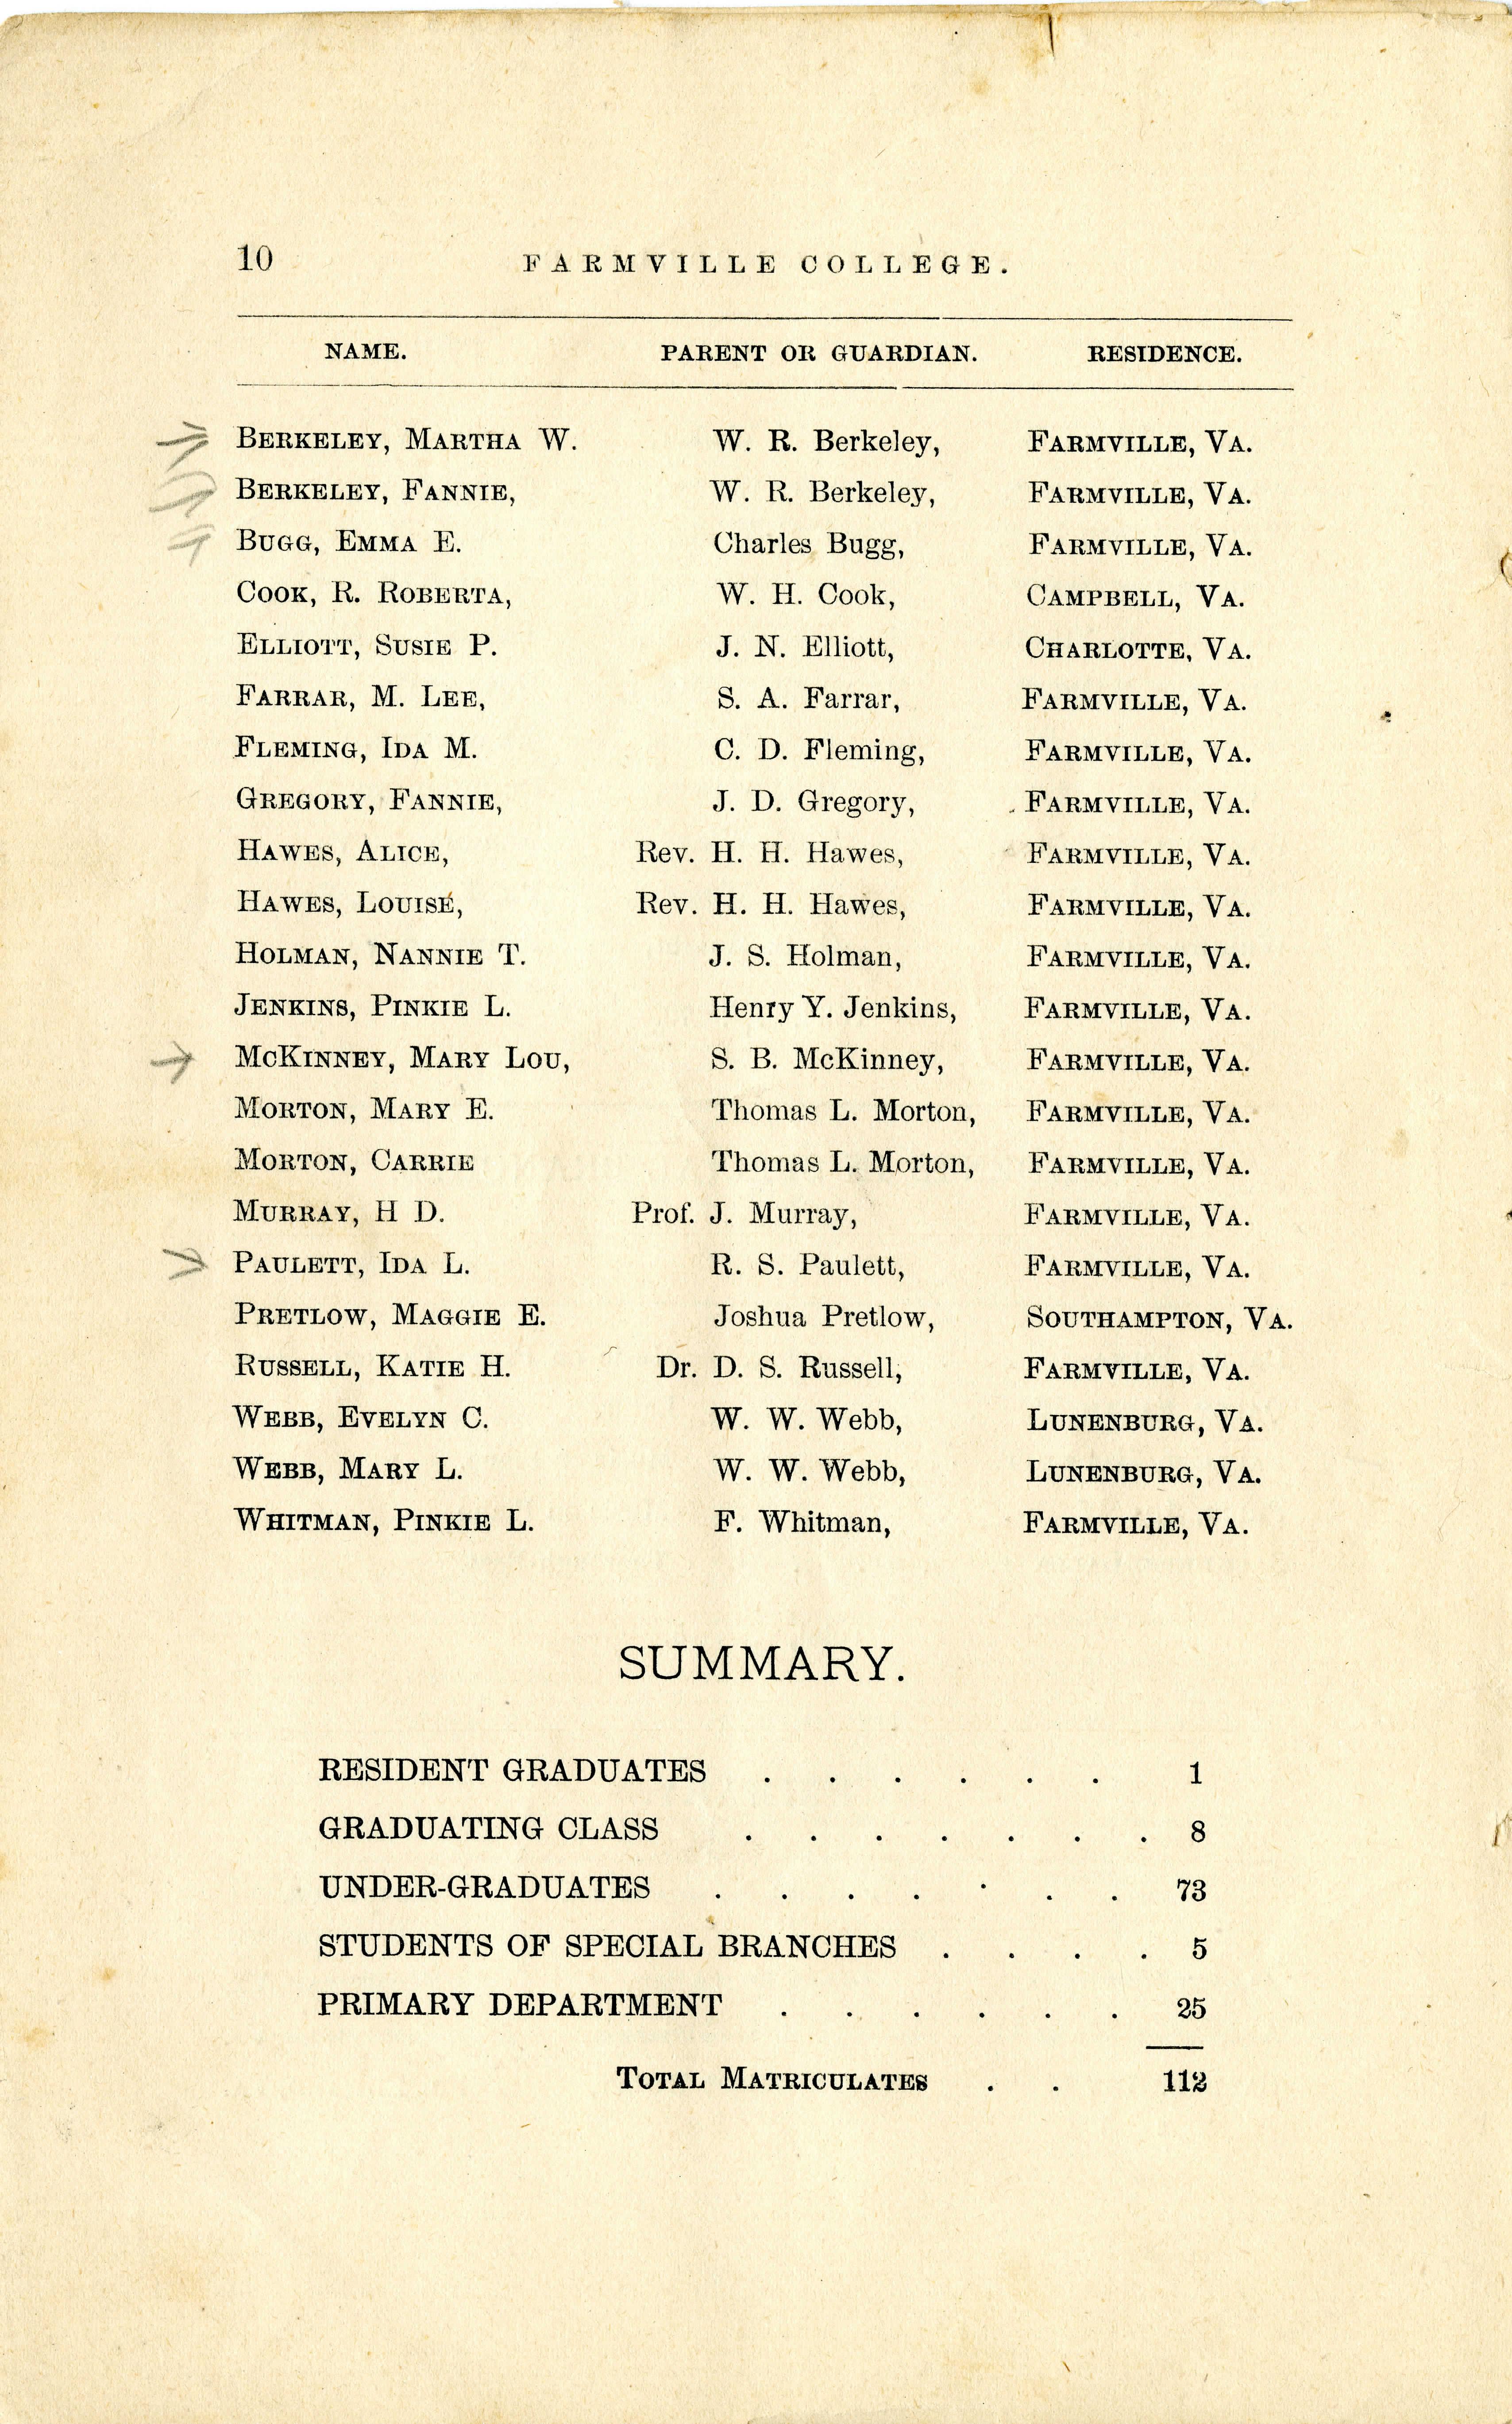 10 FARMVILLE COLLEGE.
NAME. PARENT OR GUARDIAN. RESIDENCE.
BERKELEY, MARTHA W. W. R. Berkeley, FARMVILLE, VA.
BERKELEY, FANNIE, W. R. Berkeley, FARMVILLE, VA.
BUGG, EMMA E. Charles Bugg, FARMVILLE, VA.
COOK, R. ROBERTA, W. H. Cook, CAMPBELL, VA.
ELLIOTT, SUSIE P. J. N. Elliott, CHARLOTTE, VA.
FARRAR, M. LEE, S. A. Farrar, FARMVILLE, VA.
FLEMING, IDA M. C. D. Fleming, FARMVILLE, VA.
GREGORY, FANNIE, J. D. Gregory, FARMVILLE, VA.
HAWES, ALICE, Rev. H. H. Hawes, FARMVILLE, VA.
HAWES, LOUISE, Rev. H. H. Hawes, FARMVILLE, VA.
HOLMAN, NANNIE T. J. S. Holman, FARMVILLE, VA.
JENKINS, PINKIE L. Henry Y. Jenkins, FARMVILLE, VA.
MCKINNEY, MARY LOU, S. B. McKinney, FARMVILLE, VA.
MORTON, MARY E. Thomas L. Morton, FARMVILLE, VA.
MORTON, CARRIE Thomas L. Morton, FARMVILLE, VA.
MURRAY, H D. Prof. J. Murray, FARMVILLE, VA.
PAULETT, IDA L. R. S. Paulett, FARMVILLE, VA.
PRETLOW, MAGGIE E. Joshua Pretlow, SOUTHAMPTON, VA.
RUSSELL, KATIE H. Dr. D. S. Russell, FARMVILLE, VA.
WEBB, EVELYN C. W. W. Webb, LUNENBURG, VA.
WEBB, MARY L. W. W. Webb, LUNENBURG, VA.
WHITMAN, PINKIE L. F. Whitman, FARMVILLE, VA.
SUMMARY.
RESIDENT GRADUATES . . . . . . 1
GRADUATING CLASS . . . . . . . 8
UNDER-GRADUATES . . . . . . . 73
STUDENTS OF SPECIAL BRANCHES . . . . 5
PRIMARY DEPARTMENT . . . . . . 25
TOTAL MATRICULATES . . 112